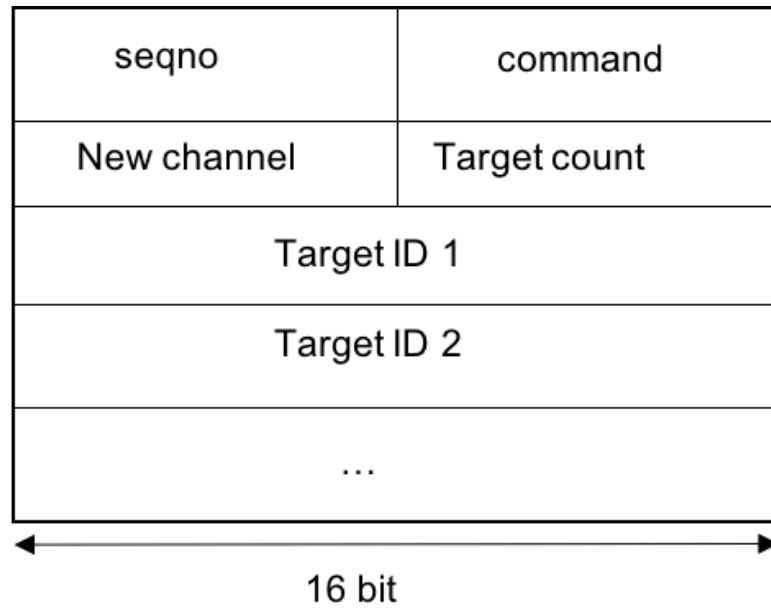 seqno command
New channel Target count
Target ID 1
Target ID 2
...
16 bit